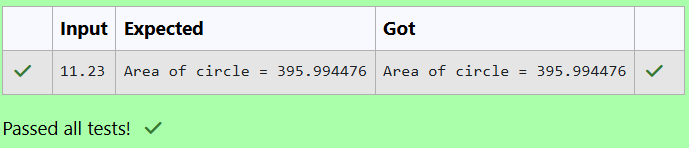 Input Expected Got
11.23 Area of circle = 395.994476 Area of circle = 395.994476
Passed all tests!